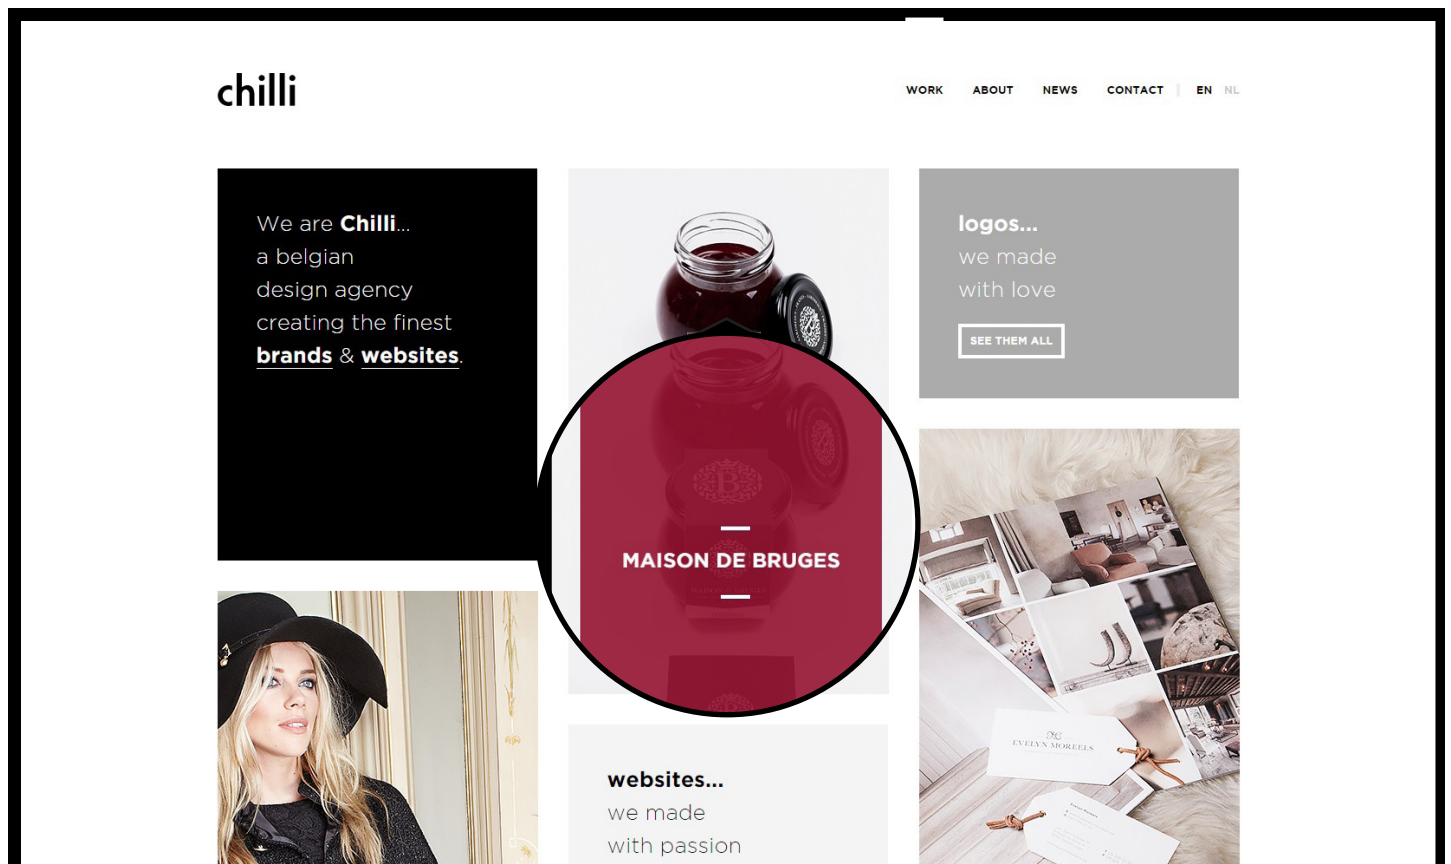 chilli
WORK ABOUT NEWS CONTACT EN NL
We are Chilli...
a belgian
design agency
creating the finest
brands & websites.
logos...
we made
with love
SEE THEM ALL
B
MAISON DE BRUGES
EVELYN MOREELS
websites...
we made
with passion